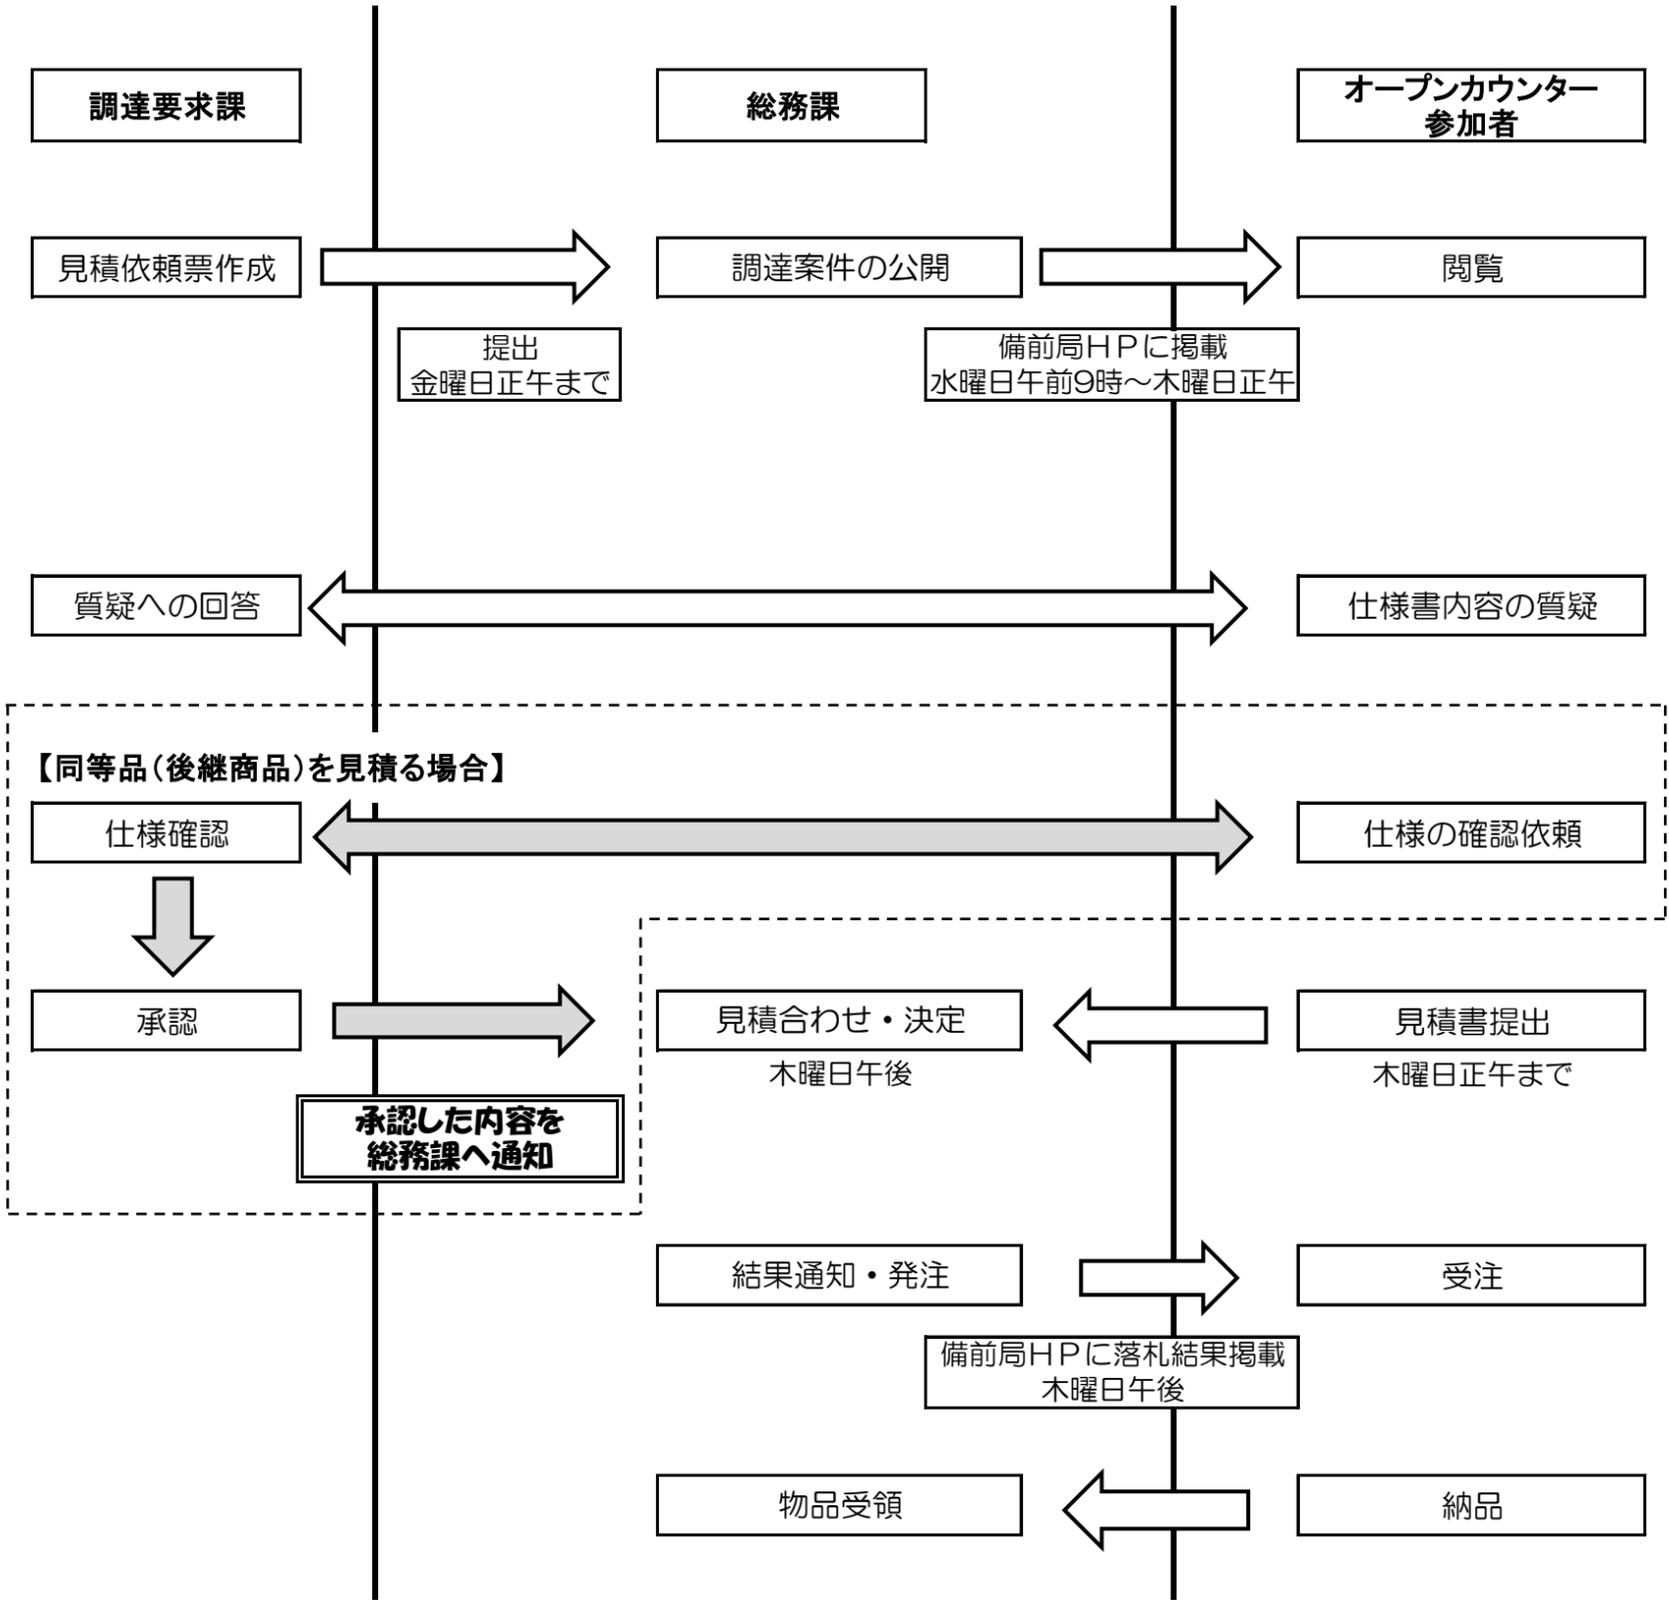 調達要求課
総務課
オープンカウンター
参加者
見積依頼票作成
調達案件の公開
閲覧
提出
金曜日正午まで
備前局ＨＰに掲載
水曜日午前9時～木曜日正午
質疑への回答
仕様書内容の質疑
【同等品（後継商品）を見積る場合】
仕様確認
仕様の確認依頼
承認
見積合わせ・決定
見積書提出
木曜日午後
木曜日正午まで
承認した内容を
総務課へ通知
結果通知・発注
受注
備前局ＨＰに落札結果掲載
木曜日午後
物品受領
納品